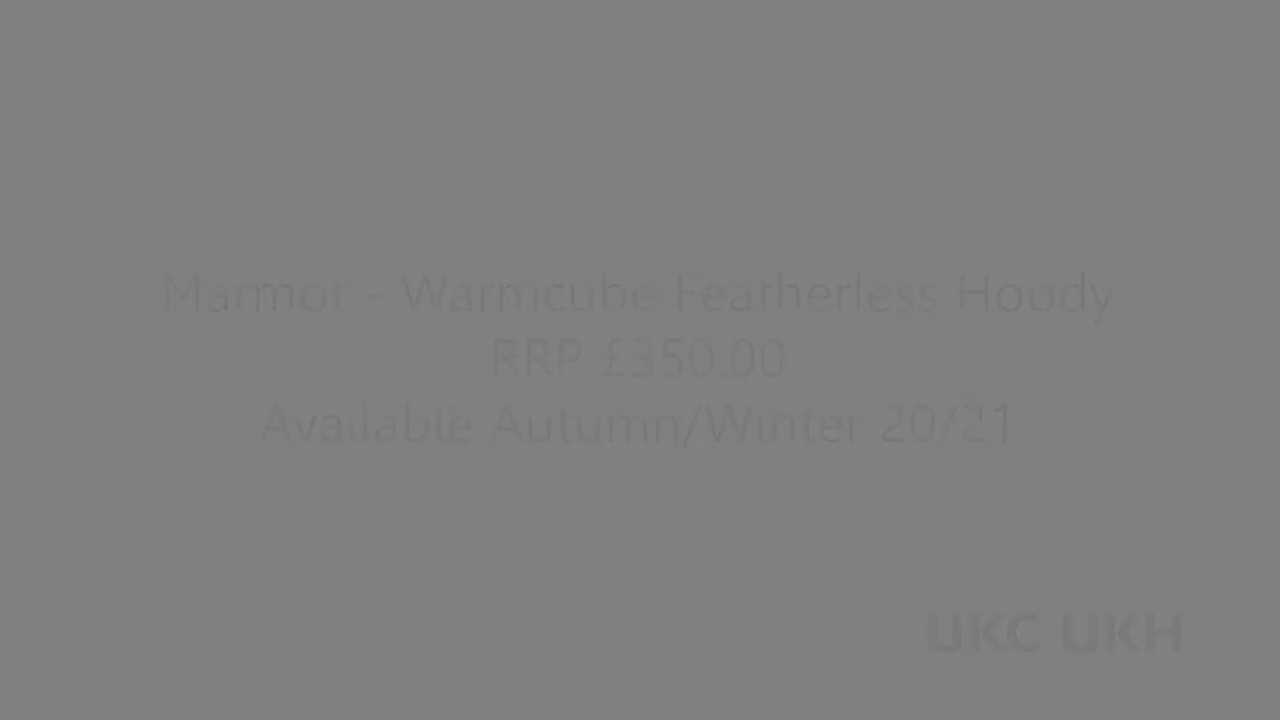 Marmot - Warmcube Featherless Hoody
RRP £350.00
Available Autumn/Winter 20/21
UKC UKH